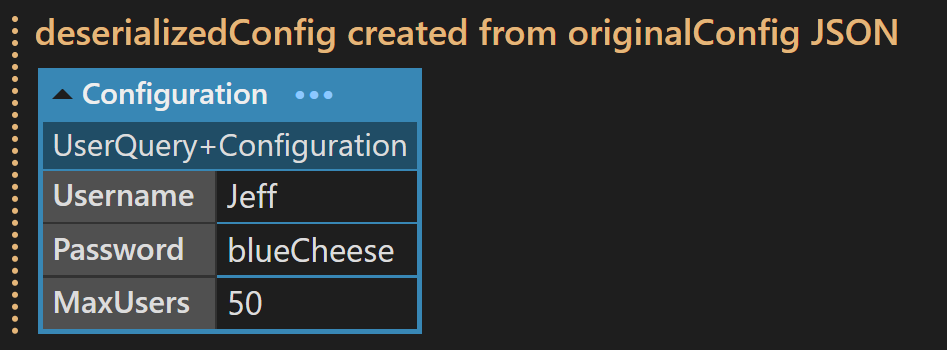 deserializedConfig created from originalConfig JSON
Configuration •••
UserQuery+Configuration
Username Jeff
Password blueCheese
MaxUsers 50